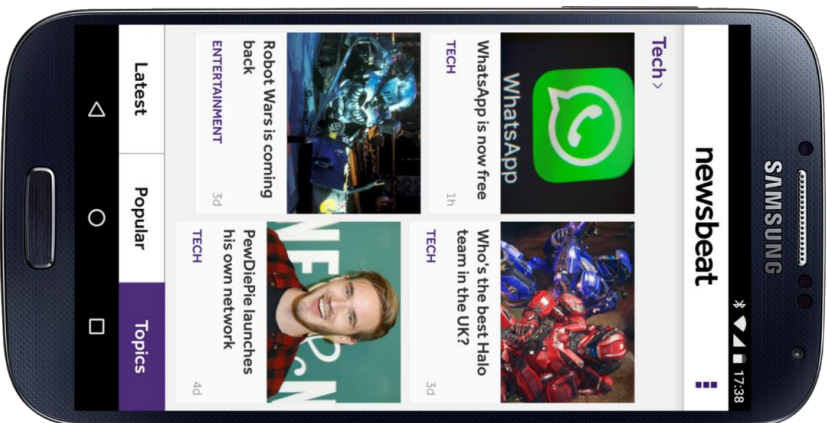 SAMSUNG
17:38
newsbeat
Tech >
WhatsApp
WhatsApp is now free
TECH
1h
Who's the best Halo
team in the UK?
TECH
3d
Robot Wars is coming
back
ENTERTAINMENT
3d
PewDiePie launches
his own network
TECH
4d
Latest
Popular
Topics